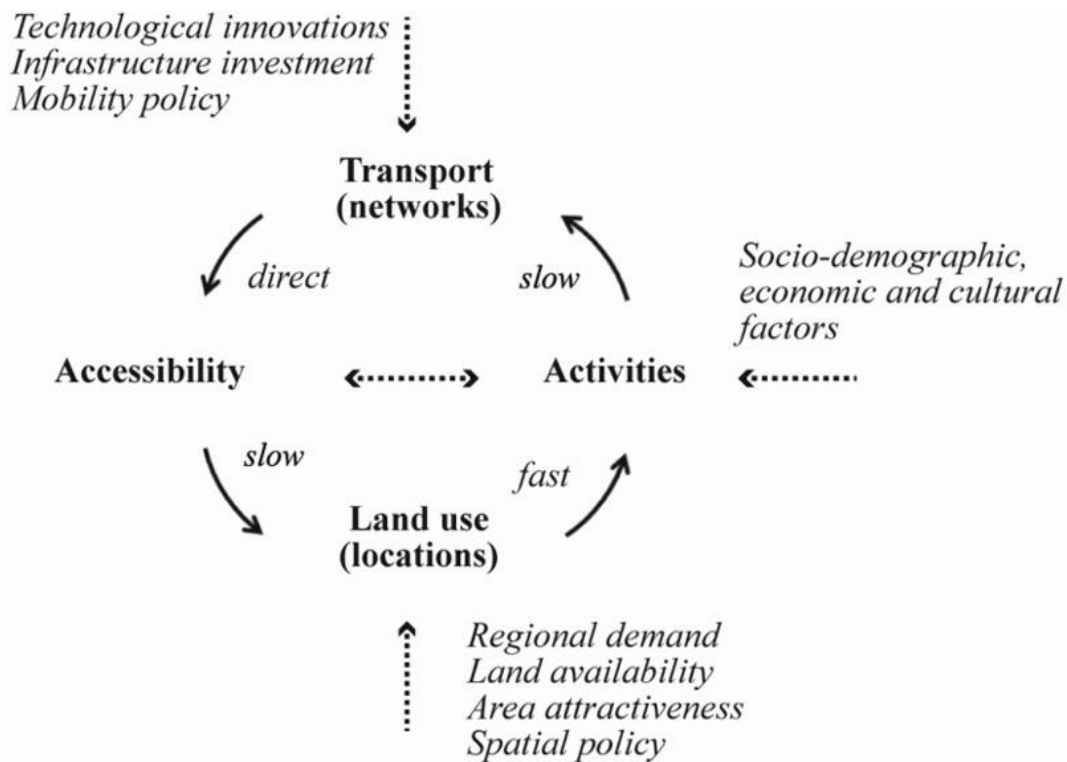 Technological innovations
Infrastructure investment
Mobility policy
Transport
(networks)
direct
slow
Socio-demographic,
economic and cultural
factors
Accessibility
Activities
slow
fast
Land use
(locations)
Regional demand
Land availability
Area attractiveness
Spatial policy